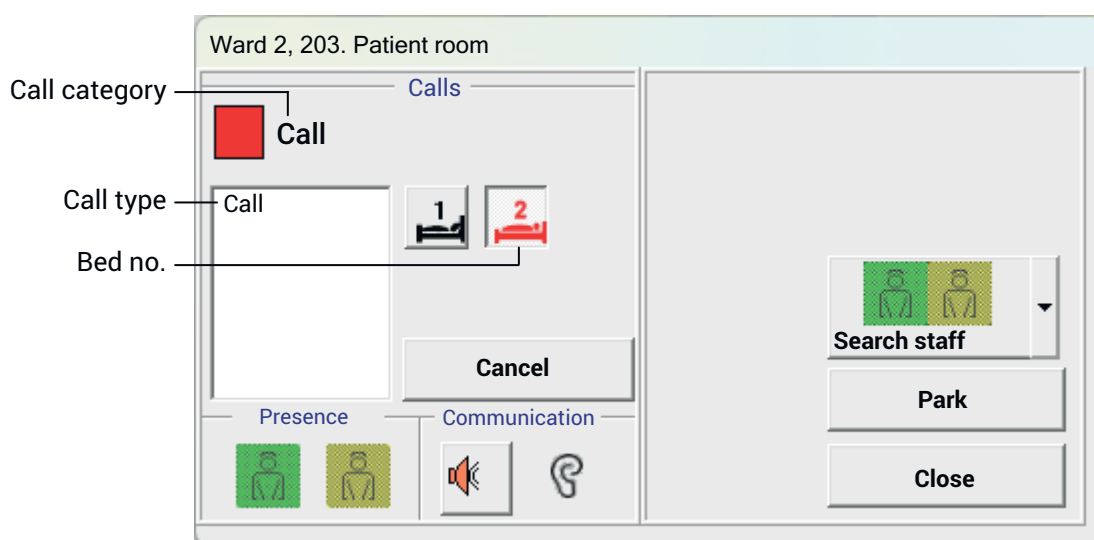 Ward 2, 203. Patient room
Calls
Call category
Call
Call type
Call
1
2
Bed no.
Search staff
Cancel
Park
Presence
Communication
Close